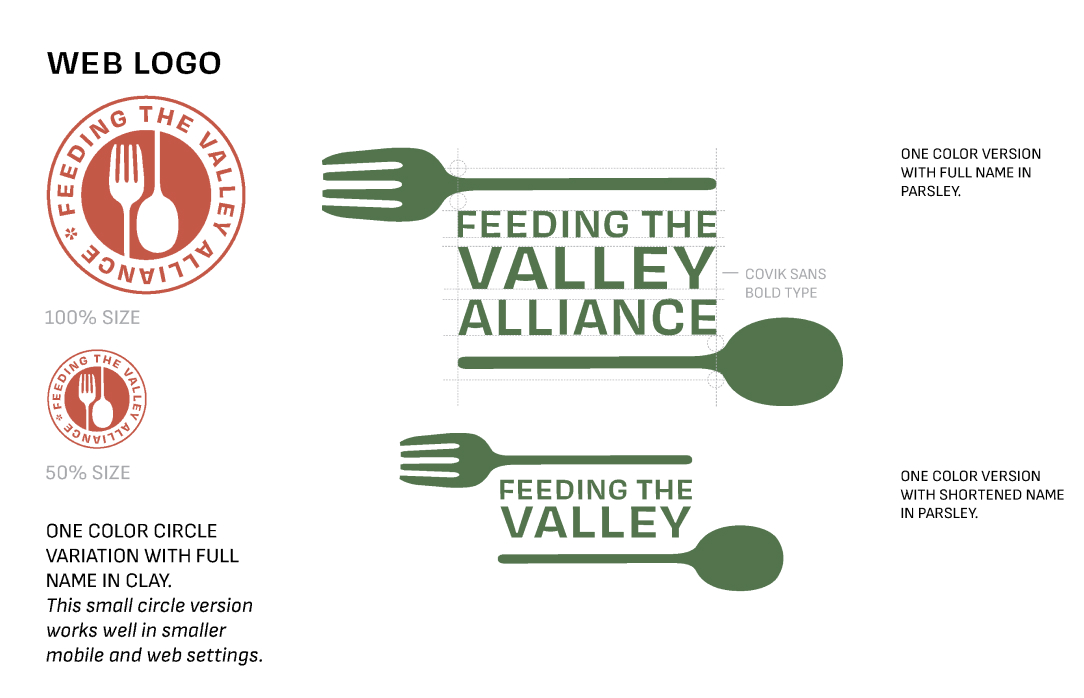 WEB LOGO
FEEDING THE VALLEY ALLIANCE *
100% SIZE
FEEDING THE VALLEY ALLIANCE *
50% SIZE
ONE COLOR CIRCLE
VARIATION WITH FULL
NAME IN CLAY.
This small circle version
works well in smaller
mobile and web settings.
FEEDING THE
VALLEY
ALLIANCE
COVIK SANS
BOLD TYPE
FEEDING THE
VALLEY
ONE COLOR VERSION
WITH FULL NAME IN
PARSLEY.
ONE COLOR VERSION
WITH SHORTENED NAME
IN PARSLEY.